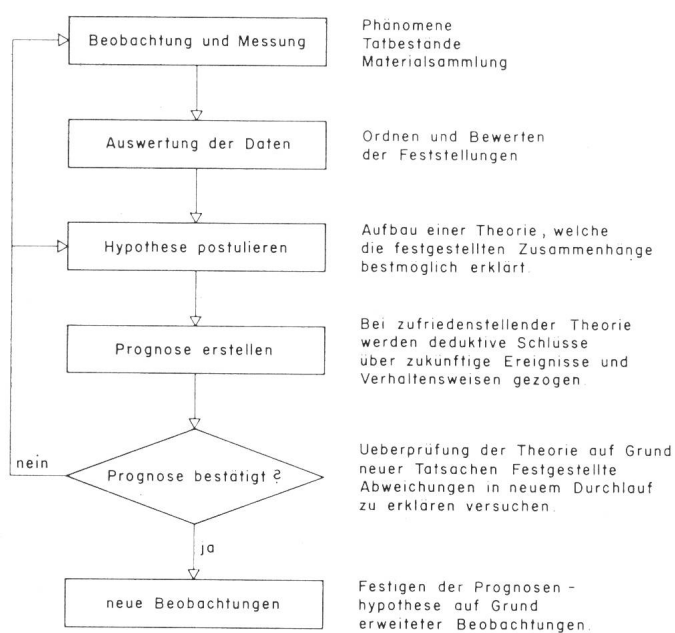 Beobachtung und Messung
Phänomene
Tatbestände
Materialsammlung
Auswertung der Daten
Ordnen und Bewerten
der Feststellungen
Hypothese postulieren
Aufbau einer Theorie, welche
die festgestellten Zusammenhange
bestmoglich erklärt.
Prognose erstellen
Bei zufriedenstellender Theorie
werden deduktive Schlusse
über zukunftige Ereignisse und
Verhaltensweisen gezogen.
nein
Prognose bestätigt ?
Ueberprüfung der Theorie auf Grund
neuer Tatsachen Festgestellte
Abweichungen in neuem Durchlauf
zu erklären versuchen.
ja
neue Beobachtungen
Festigen der Prognosen-
hypothese auf Grund
erweiteter Beobachtungen.